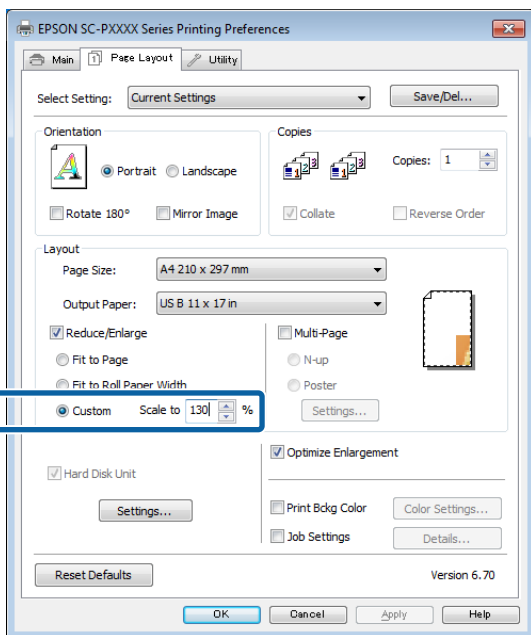 EPSON SC-PXXXX Series Printing Preferences
Main Page Layout Utility
Select Setting: Current Settings Save/Del...
Orientation
Portrait Landscape
Rotate 180° Mirror Image
Copies
Copies: 1
Collate Reverse Order
Layout
Page Size: A4 210 x 297 mm
Output Paper: US B 11 x 17 in
Reduce/Enlarge
Fit to Page
Fit to Roll Paper Width
Custom Scale to 130 %
Multi-Page
N-up
Poster
Settings...
Optimize Enlargement
Hard Disk Unit
Settings...
Print Bckg Color Color Settings...
Job Settings Details...
Reset Defaults Version 6.70
OK Cancel Apply Help